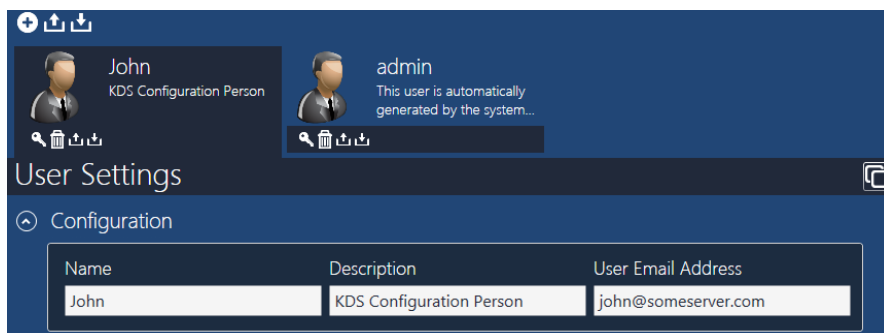 John
KDS Configuration Person
admin
This user is automatically
generated by the system...
User Settings
Configuration
Name
Description
User Email Address
John
KDS Configuration Person
john@someserver.com